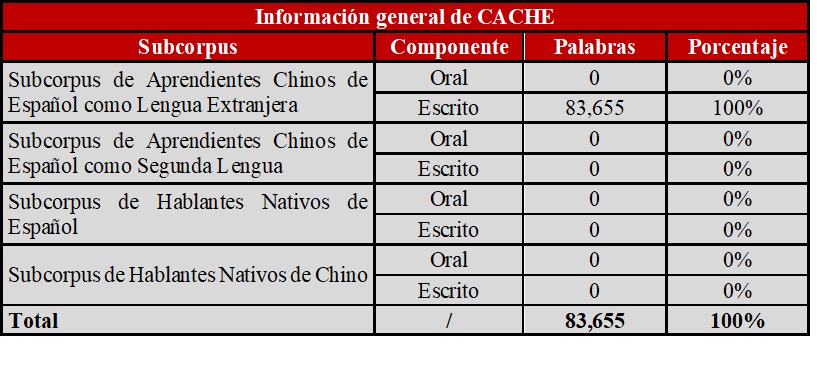 Información general de CACHE
Subcorpus Componente Palabras Porcentaje
Subcorpus de Aprendientes Chinos de
Español como Lengua Extranjera
Oral 0 0%
Escrito 83,655 100%
Subcorpus de Aprendientes Chinos de
Español como Segunda Lengua
Oral 0 0%
Escrito 0 0%
Subcorpus de Hablantes Nativos de
Español
Oral 0 0%
Escrito 0 0%
Subcorpus de Hablantes Nativos de Chino
Oral 0 0%
Escrito 0 0%
Total / 83,655 100%